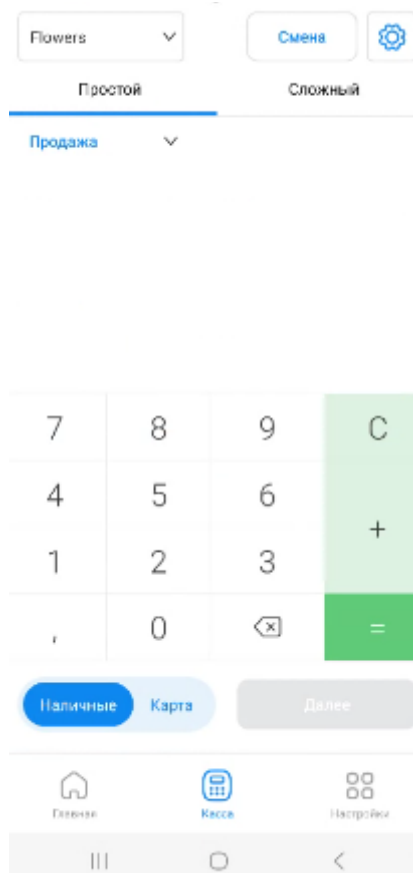 Flowers
Смена
Простой
Сложный
Продажа
7 8 9 C
4 5 6
+
1 2 3
, 0 =
Наличные Карта Далее
Главная Касса Настройки